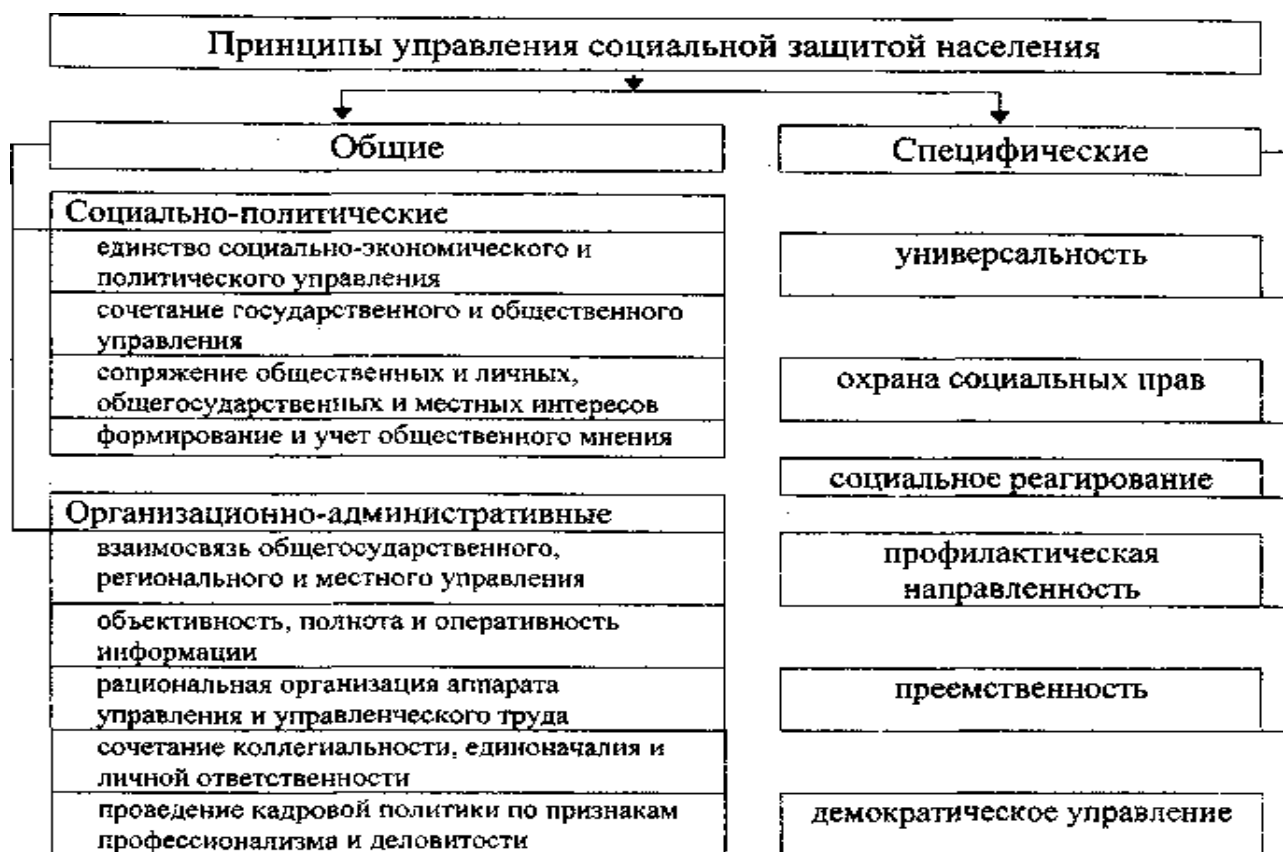 Принципы управления социальной защитой населения
Общие
Социально-политические
единство социально-экономического и
политического управления
сочетание государственного и общественного
управления
сопряжение общественных и личных,
общегосударственных и местных интересов
формирование и учет общественного мнения
Организационно-административные
взаимосвязь общегосударственного,
регионального и местного управления
объективность, полнота и оперативность
информации
рациональная организация аппарата
управления и управленческого труда
сочетание коллегиальности, единоначалия и
личной ответственности
проведение кадровой политики по признакам
профессионализма и деловитости
Специфические
универсальность
охрана социальных прав
социальное реагирование
профилактическая
направленность
преемственность
демократическое управление